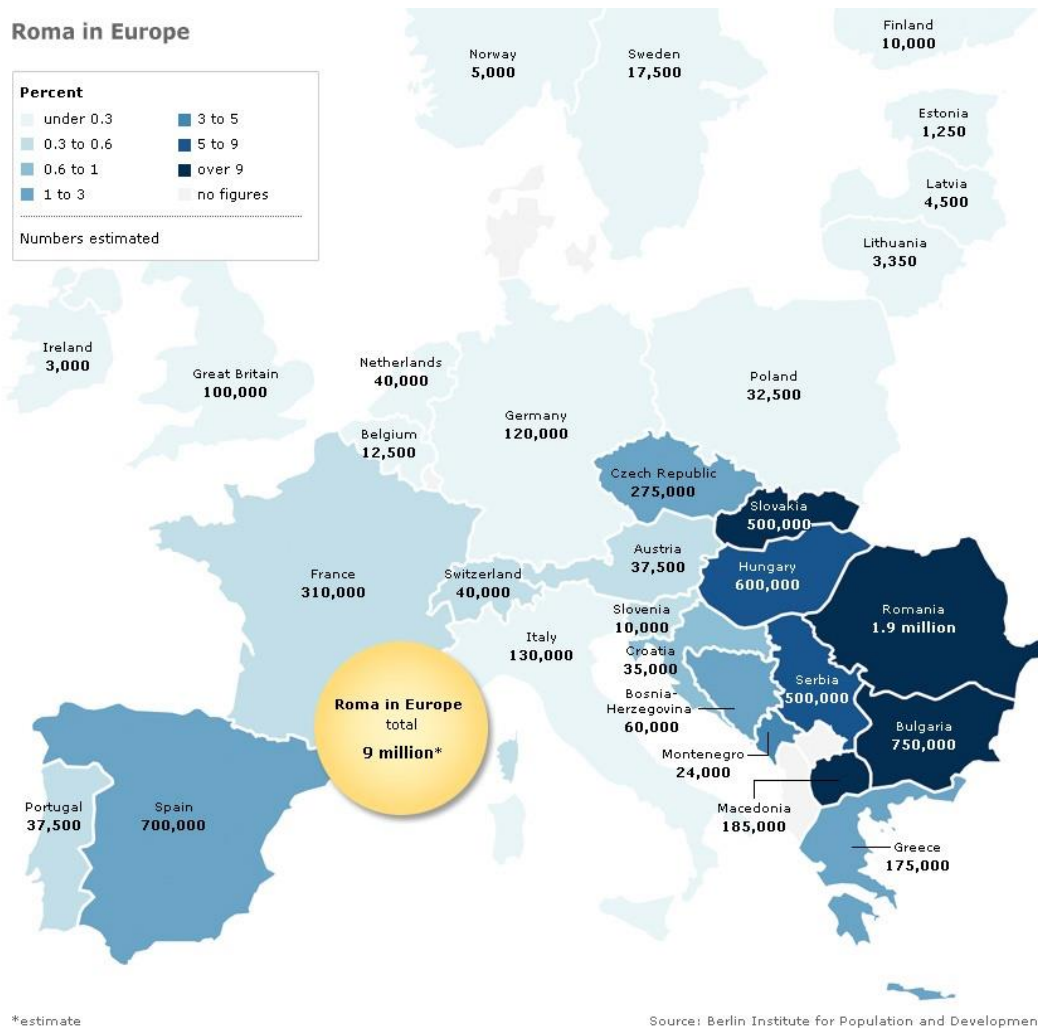 Roma in Europe
Percent
under 0.3
0.3 to 0.6
0.6 to 1
1 to 3
3 to 5
5 to 9
over 9
no figures
Numbers estimated
Norway
5,000
Sweden
17,500
Finland
10,000
Estonia
1,250
Latvia
4,500
Lithuania
3,350
Ireland
3,000
Great Britain
100,000
Netherlands
40,000
Belgium
12,500
Germany
120,000
Poland
32,500
Czech Republic
275,000
Slovakia
500,000
Austria
37,500
Hungary
600,000
France
310,000
Switzerland
40,000
Slovenia
10,000
Romania
1.9 million
Italy
130,000
Croatia
35,000
Serbia
500,000
Bosnia-
Herzegovina
60,000
Bulgaria
750,000
Roma in Europe
total
9 million*
Montenegro
24,000
Macedonia
185,000
Portugal
37,500
Spain
700,000
Greece
175,000
*estimate
Source: Berlin Institute for Population and Developmen